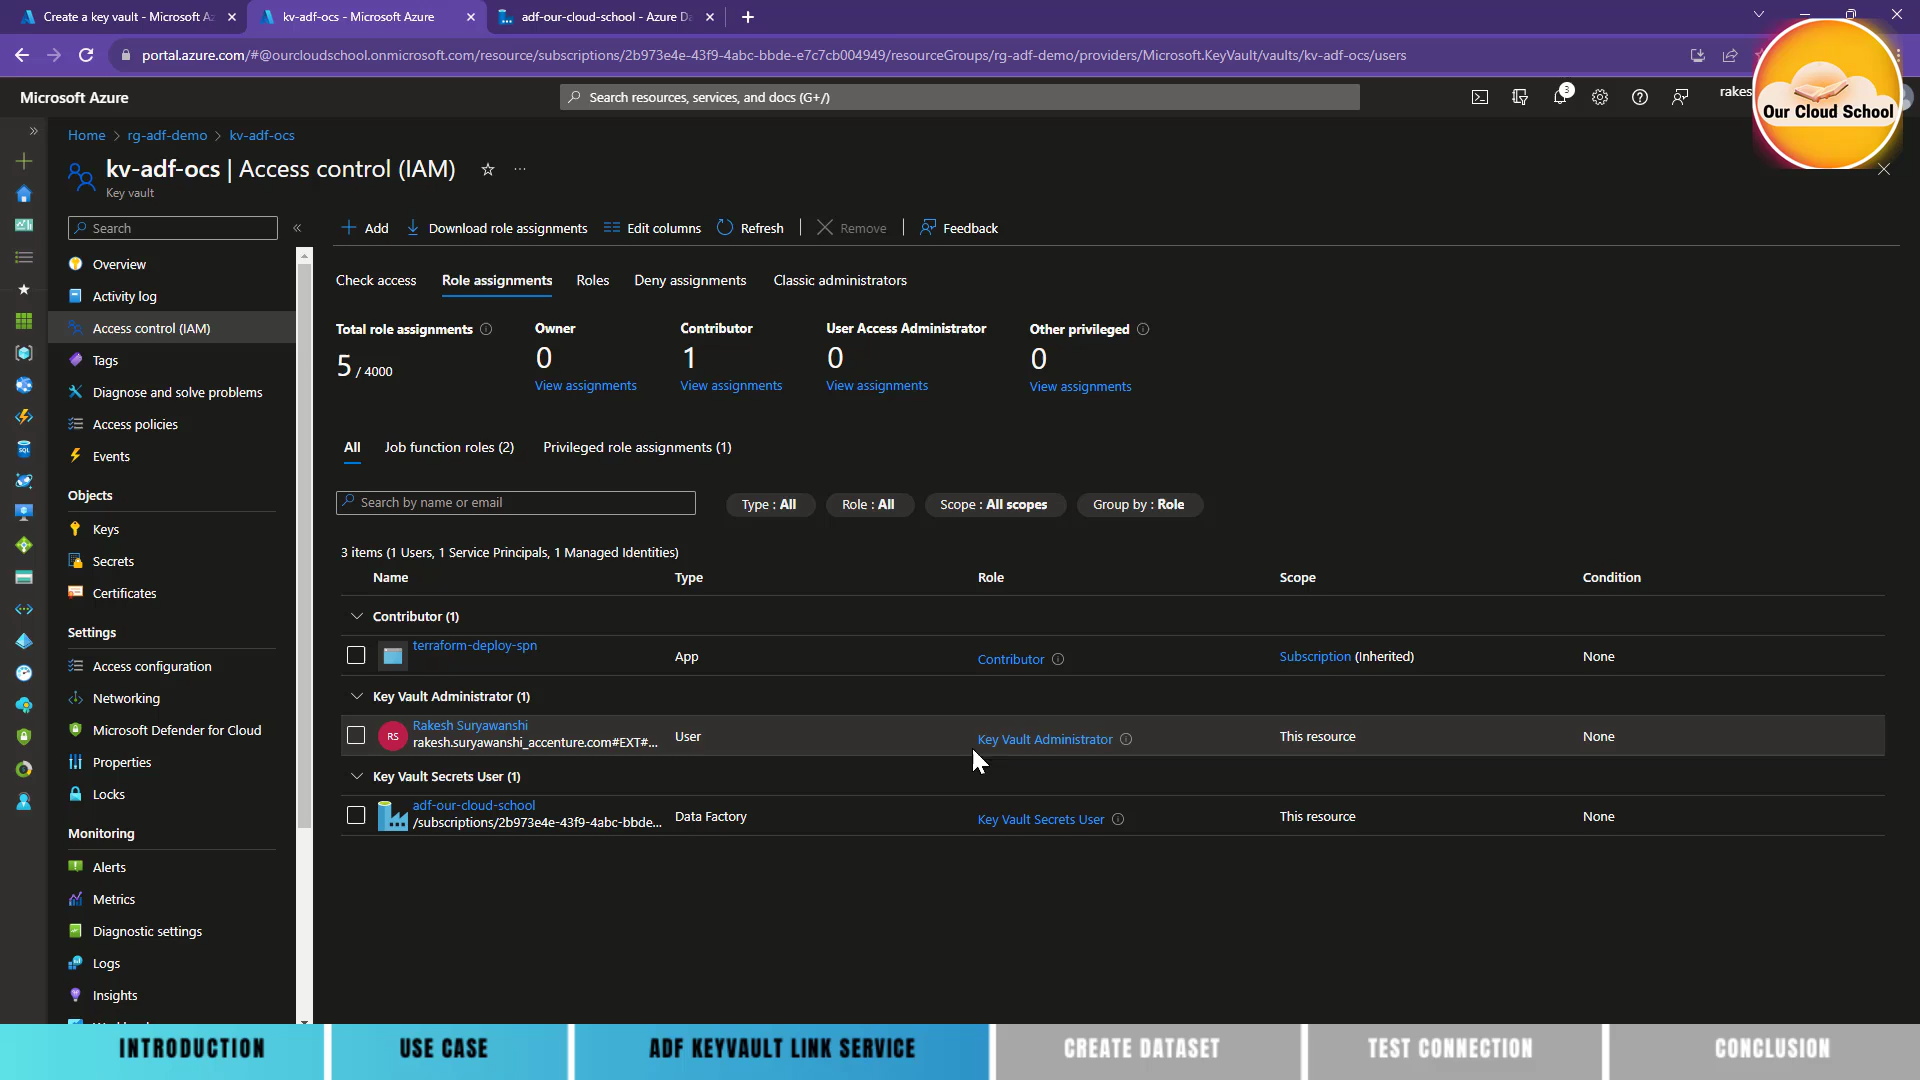 Create a key vault - Microsoft Az
kv-adf-ocs - Microsoft Azure
adf-our-cloud-school - Azure Da
portal.azure.com/#@ourcloudschool.onmicrosoft.com/resource/subscriptions/2b973e4e-43f9-4abc-bbde-e7c7cb004949/resourceGroups/rg-adf-demo/providers/Microsoft.KeyVault/vaults/kv-adf-ocs/users
Microsoft Azure
Search resources, services, and docs (G+/)
3
rakes
Our Cloud School
Home > rg-adf-demo > kv-adf-ocs
kv-adf-ocs | Access control (IAM)
Key vault
Search
Add
Download role assignments
Edit columns
Refresh
Remove
Feedback
Overview
Activity log
Access control (IAM)
Tags
Diagnose and solve problems
Access policies
Events
Objects
Keys
Secrets
Certificates
Settings
Access configuration
Networking
Microsoft Defender for Cloud
Properties
Locks
Monitoring
Alerts
Metrics
Diagnostic settings
Logs
Insights
Check access
Role assignments
Roles
Deny assignments
Classic administrators
Total role assignments
5 / 4000
Owner
0
View assignments
Contributor
1
View assignments
User Access Administrator
0
View assignments
Other privileged
0
View assignments
All
Job function roles (2)
Privileged role assignments (1)
Search by name or email
Type : All
Role : All
Scope : All scopes
Group by : Role
3 items (1 Users, 1 Service Principals, 1 Managed Identities)
Name Type Role Scope Condition
Contributor (1)
terraform-deploy-spn
App Contributor Subscription (Inherited) None
Key Vault Administrator (1)
RS
Rakesh Suryawanshi
rakesh.suryawanshi_accenture.com#EXT#...
User Key Vault Administrator This resource None
Key Vault Secrets User (1)
adf-our-cloud-school
/subscriptions/2b973e4e-43f9-4abc-bbde...
Data Factory Key Vault Secrets User This resource None
INTRODUCTION
USE CASE
ADF KEYVAULT LINK SERVICE
CREATE DATASET
TEST CONNECTION
CONCLUSION